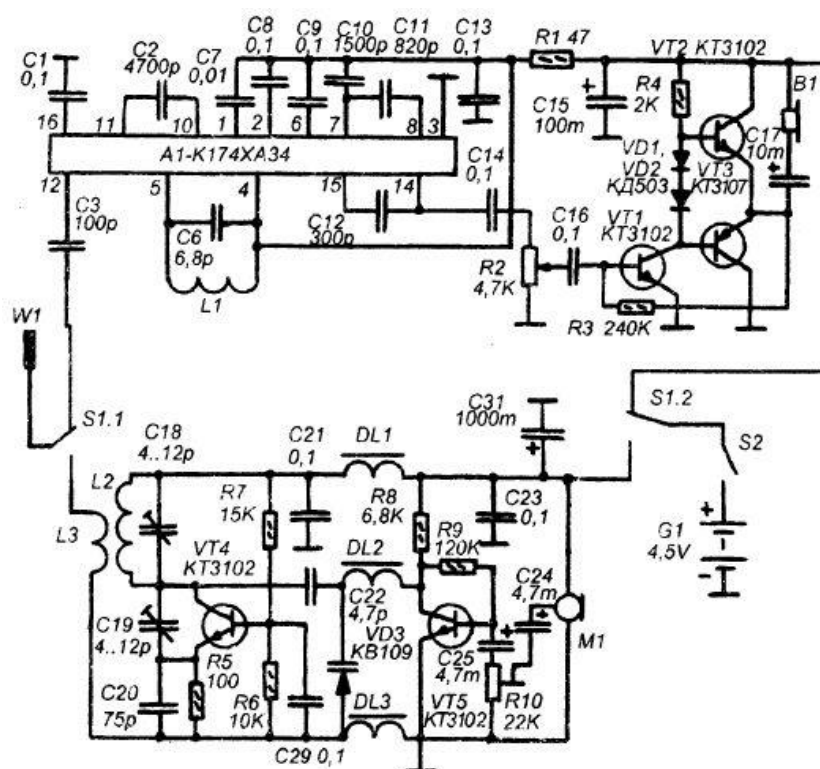 C1
0,1
C2
4700p
C7
0,01
C8
0,1
C9
0,1
C10
1500p
C11
820p
C13
0,1
R1 47
VT2 КТ3102
R4
2K
B1
C15
100m
C17
10m
VD1,
VD2
КД503
VT3
КТ3107
16
11
10
1
2
6
7
8
3
A1-K174XA34
12
5
4
15
14
C14
0,1
C3
100p
C6
6,8p
C12
300p
L1
R2
4,7K
C16
0,1
VT1
КТ3102
R3 240K
W1
S1.1
S1.2
S2
C31
1000m
C18
4..12p
C21
0,1
DL1
L2
L3
R7
15K
R8
6,8K
C23
0,1
R9
120K
G1
4,5V
VT4
КТ3102
DL2
C24
4,7m
C19
4..12p
C22
4,7p
VD3
KB109
C25
4,7m
M1
R5
100
C20
75p
R6
10K
DL3
VT5
КТ3102
R10
22K
C29 0,1